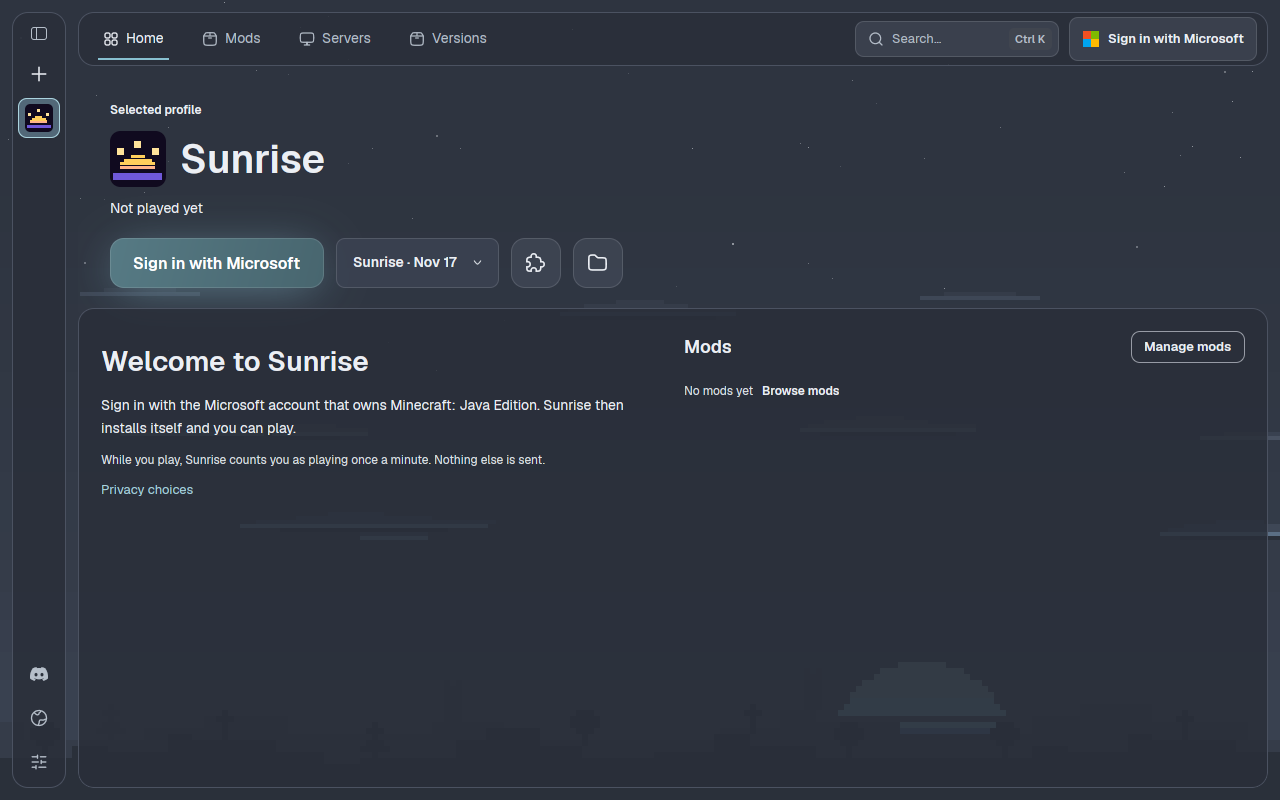 Home
Mods
Servers
Versions
Search...
Ctrl K
Sign in with Microsoft
Selected profile
Sunrise
Not played yet
Sign in with Microsoft
Sunrise · Nov 17
Welcome to Sunrise
Sign in with the Microsoft account that owns Minecraft: Java Edition. Sunrise then
installs itself and you can play.
While you play, Sunrise counts you as playing once a minute. Nothing else is sent.
Privacy choices
Mods
Manage mods
No mods yet Browse mods